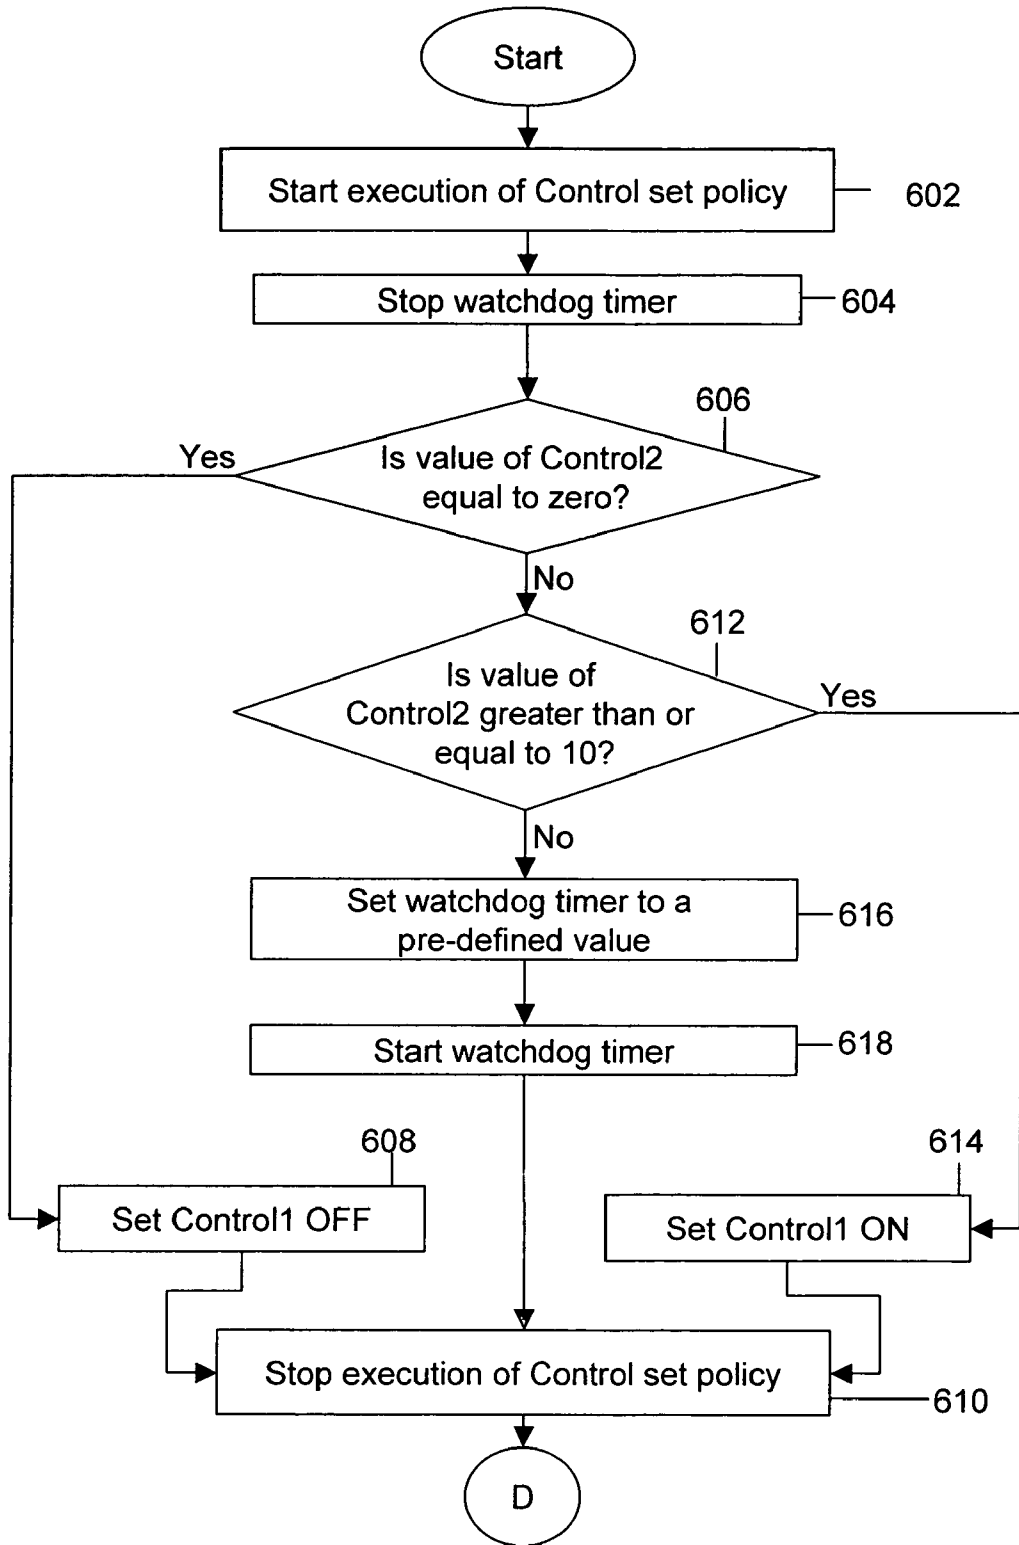 Start
Start execution of Control set policy
602
Stop watchdog timer
604
606
Yes
Is value of Control2
equal to zero?
No
612
Is value of
Control2 greater than or
equal to 10?
Yes
No
Set watchdog timer to a
pre-defined value
616
Start watchdog timer
618
608
Set Control1 OFF
614
Set Control1 ON
Stop execution of Control set policy
610
D